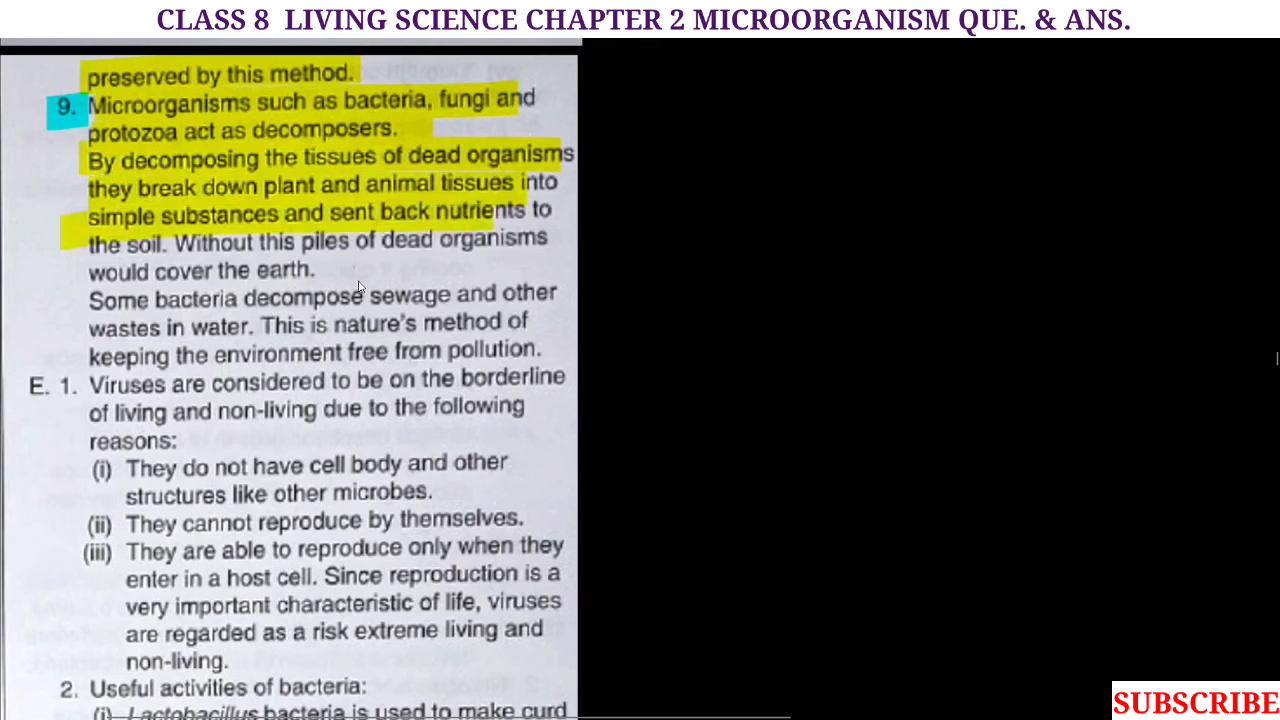 CLASS 8 LIVING SCIENCE CHAPTER 2 MICROORGANISM QUE. & ANS.
preserved by this method.
9. Microorganisms such as bacteria, fungi and
protozoa act as decomposers.
By decomposing the tissues of dead organisms
they break down plant and animal tissues into
simple substances and sent back nutrients to
the soil. Without this piles of dead organisms
would cover the earth.
Some bacteria decompose sewage and other
wastes in water. This is nature's method of
keeping the environment free from pollution.
E. 1. Viruses are considered to be on the borderline
of living and non-living due to the following
reasons:
(i) They do not have cell body and other
structures like other microbes.
(ii) They cannot reproduce by themselves.
(iii) They are able to reproduce only when they
enter in a host cell. Since reproduction is a
very important characteristic of life, viruses
are regarded as a risk extreme living and
non-living.
2. Useful activities of bacteria:
(i) Lactobacillus bacteria is used to make curd
SUBSCRIBE